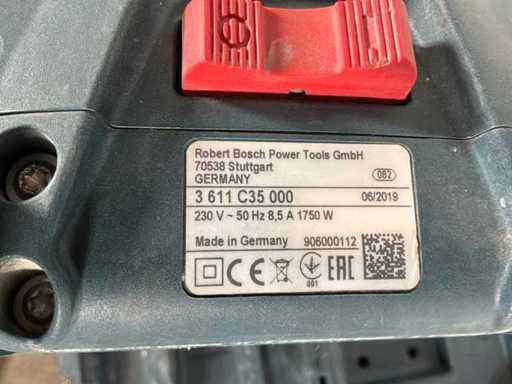 Robert Bosch Power Tools GmbH
70538 Stuttgart
GERMANY
082
3 611 C35 000
06/2019
230 V ~ 50 Hz 8,5 A 1750 W
Made in Germany
906000112
CE
001
EAC